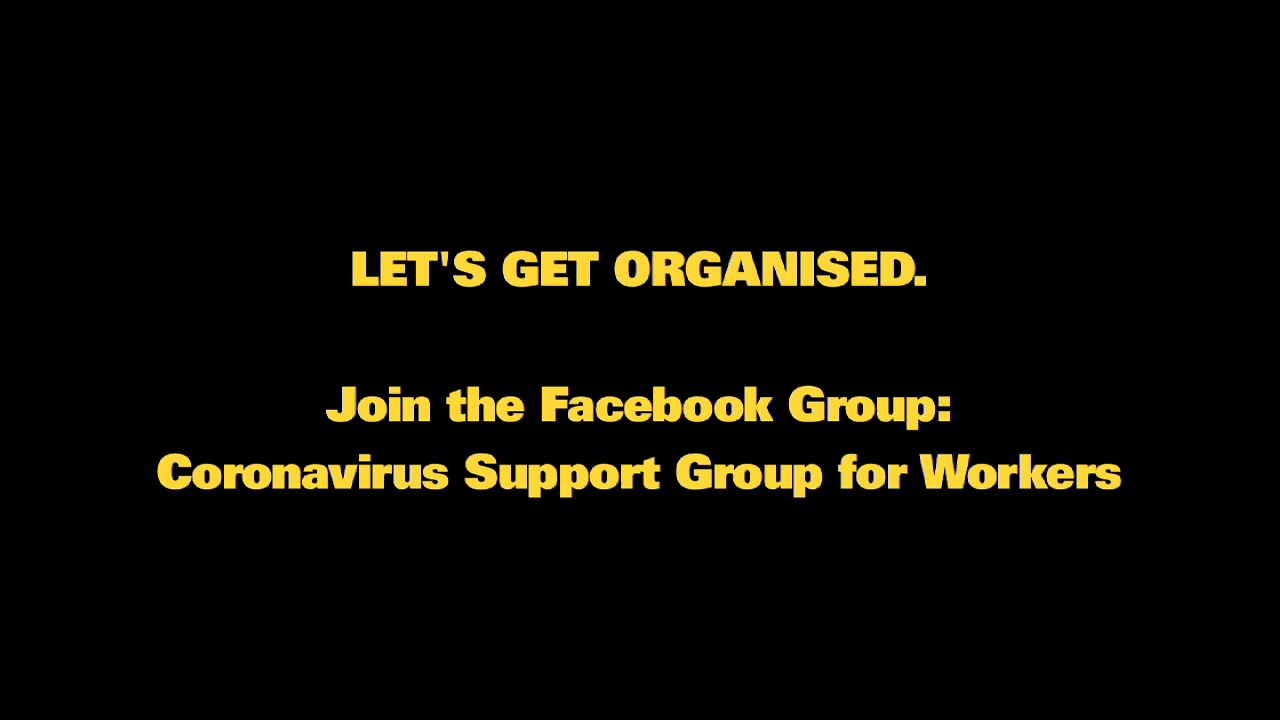 LET'S GET ORGANISED.
Join the Facebook Group:
Coronavirus Support Group for Workers